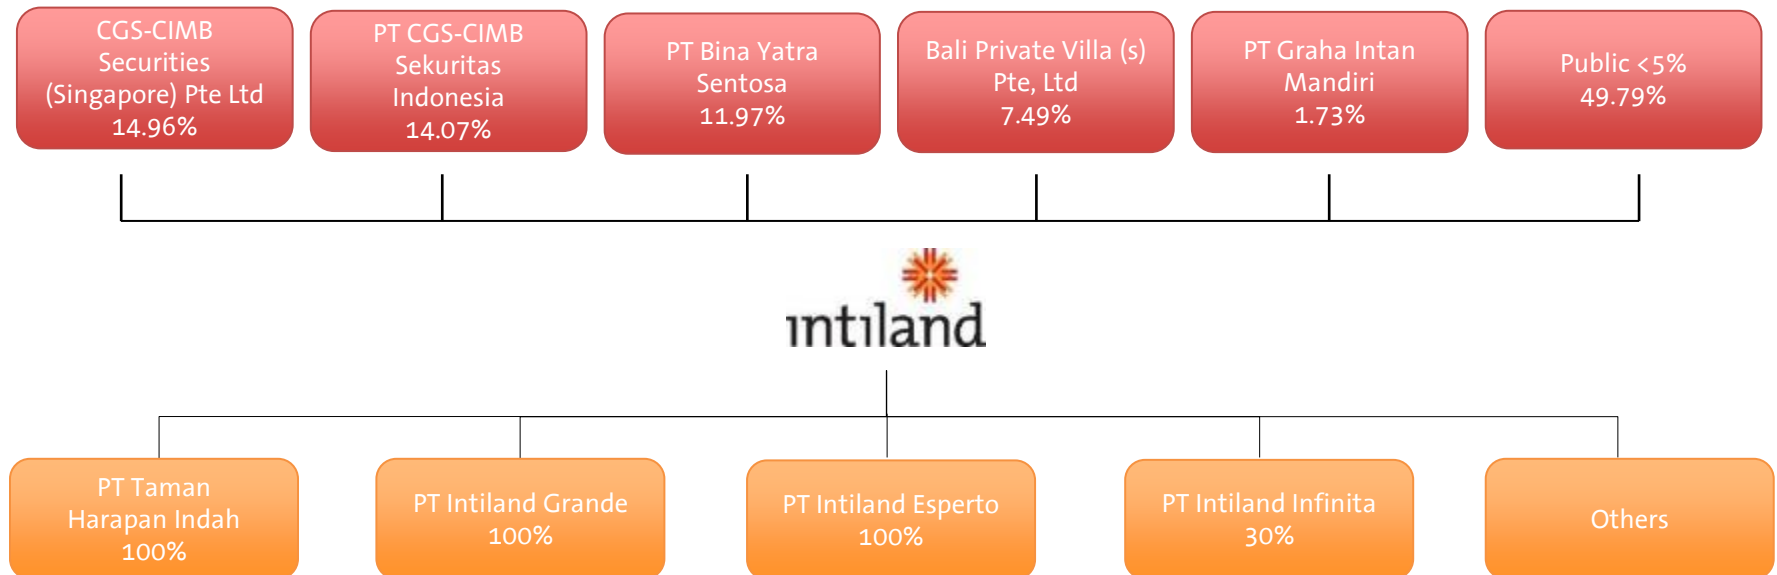 CGS-CIMB
Securities
(Singapore) Pte Ltd
14.96%
PT CGS-CIMB
Sekuritas
Indonesia
14.07%
PT Bina Yatra
Sentosa
11.97%
Bali Private Villa (s)
Pte, Ltd
7.49%
PT Graha Intan
Mandiri
1.73%
Public <5%
49.79%
intiland
PT Taman
Harapan Indah
100%
PT Intiland Grande
100%
PT Intiland Esperto
100%
PT Intiland Infinita
30%
Others